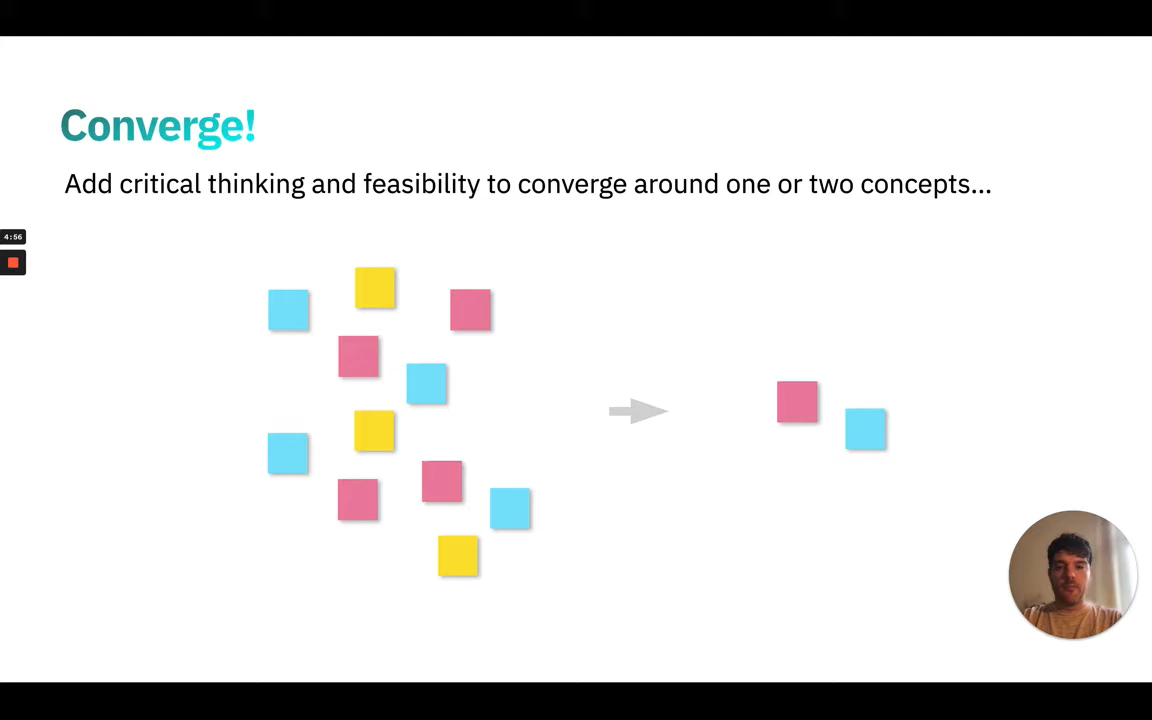 Converge!
Add critical thinking and feasibility to converge around one or two concepts...
4:56